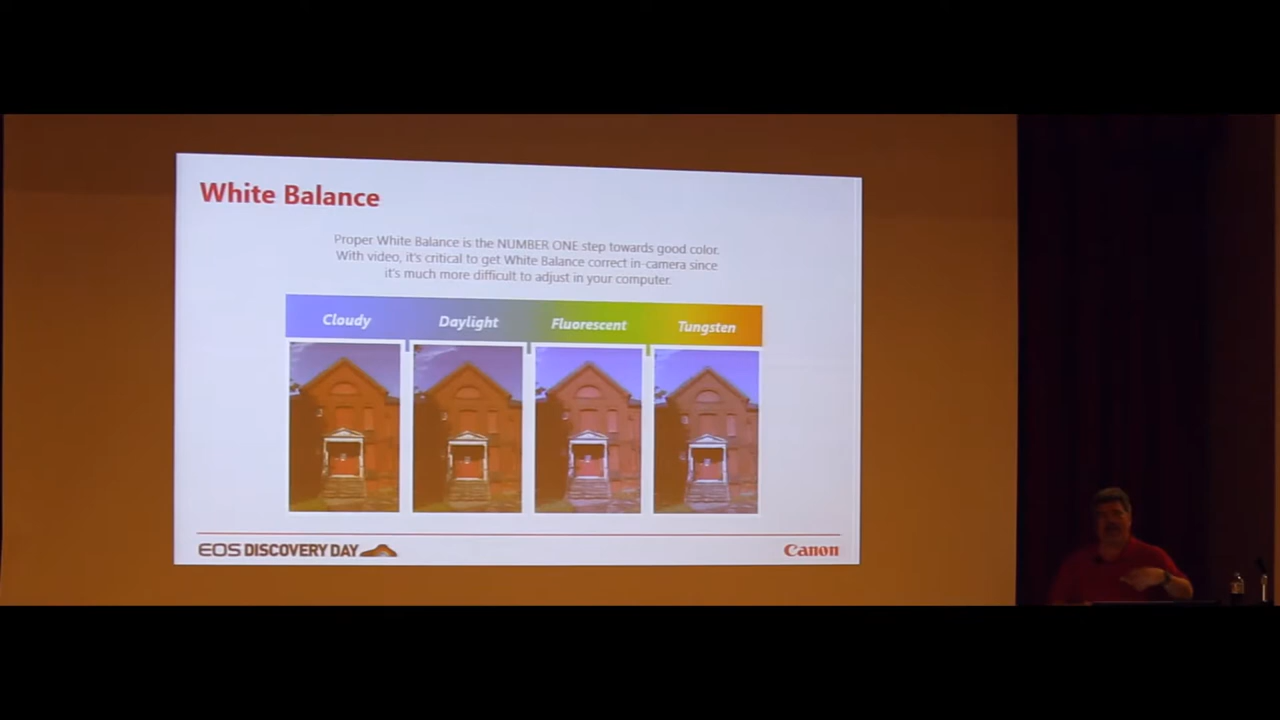 White Balance
Proper White Balance is the NUMBER ONE step towards good color.
With video, it's critical to get White Balance correct in-camera since
it's much more difficult to adjust in your computer.
Cloudy
Daylight
Fluorescent
Tungsten
EOS DISCOVERY DAY
Canon